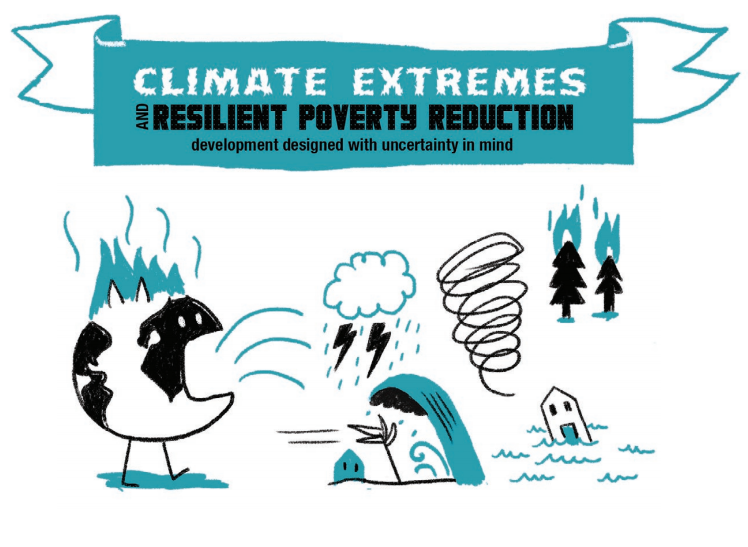 CLIMATE EXTREMES
AND RESILIENT POVERTY REDUCTION
development designed with uncertainty in mind